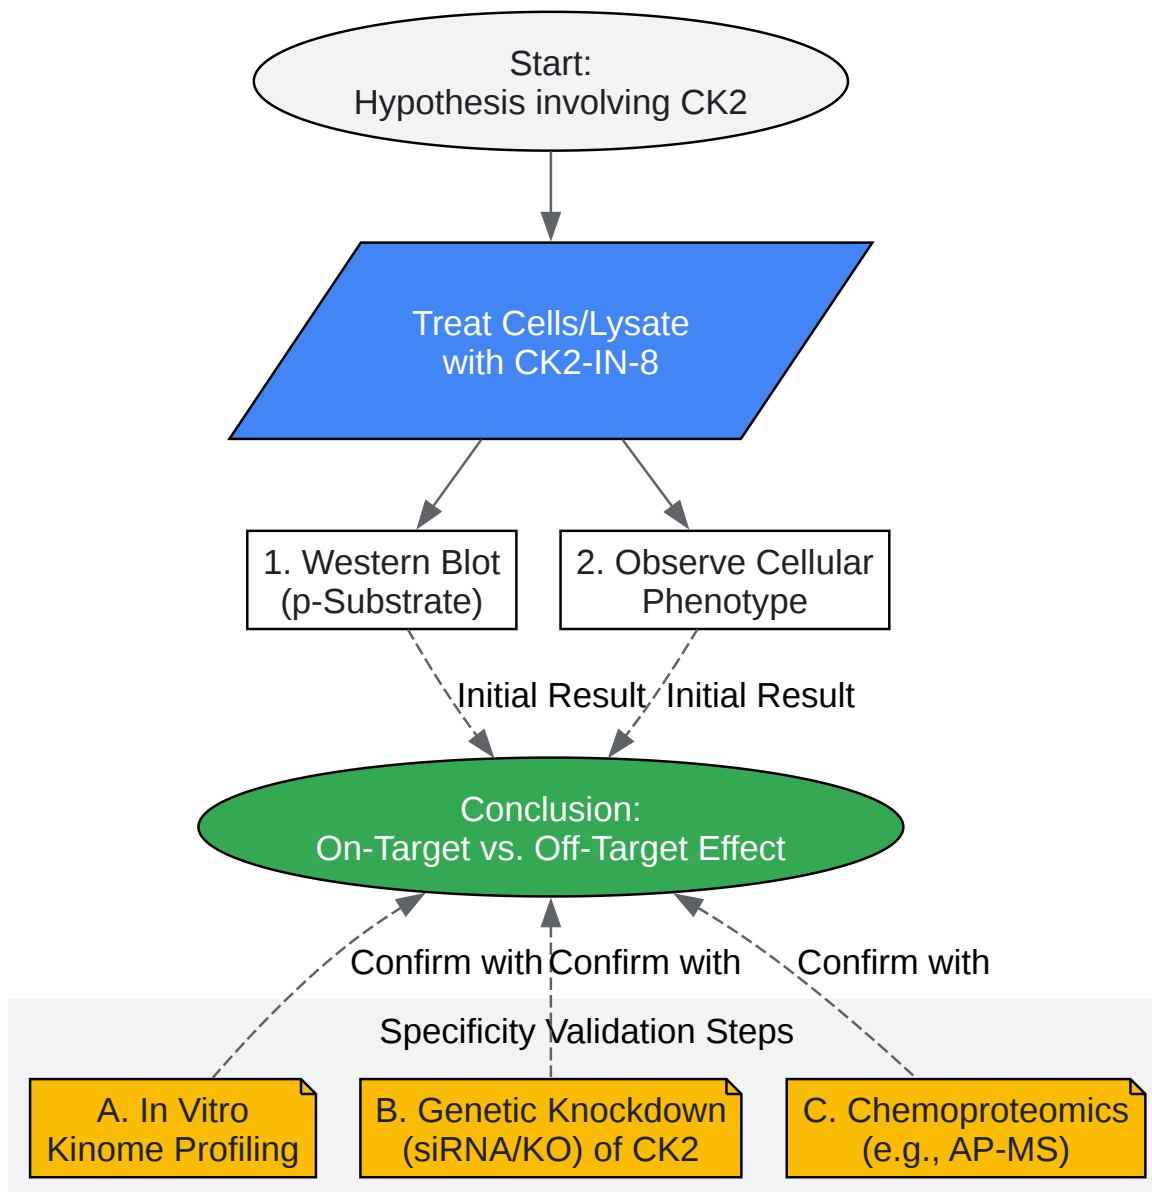 Start:
Hypothesis involving CK2
Treat Cells/Lysate
with CK2-IN-8
1. Western Blot
(p-Substrate)
2. Observe Cellular
Phenotype
Initial Result
Initial Result
Conclusion:
On-Target vs. Off-Target Effect
Confirm with
Confirm with
Confirm with
Specificity Validation Steps
A. In Vitro
Kinome Profiling
B. Genetic Knockdown
(siRNA/KO) of CK2
C. Chemoproteomics
(e.g., AP-MS)